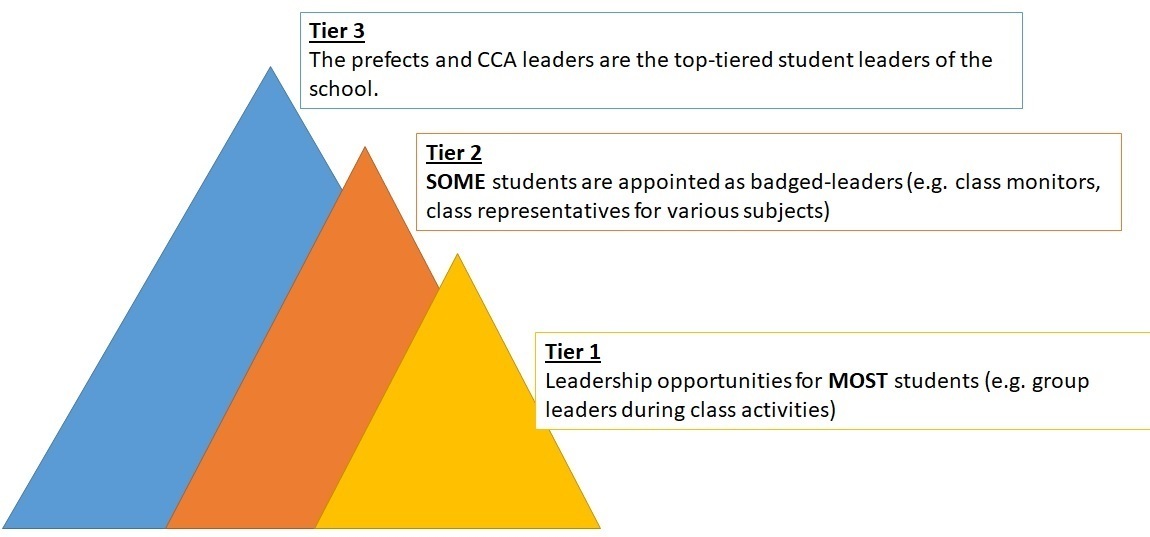 Tier 3
The prefects and CCA leaders are the top-tiered student leaders of the
school.
Tier 2
SOME students are appointed as badged-leaders (e.g. class monitors,
class representatives for various subjects)
Tier 1
Leadership opportunities for MOST students (e.g. group
leaders during class activities)